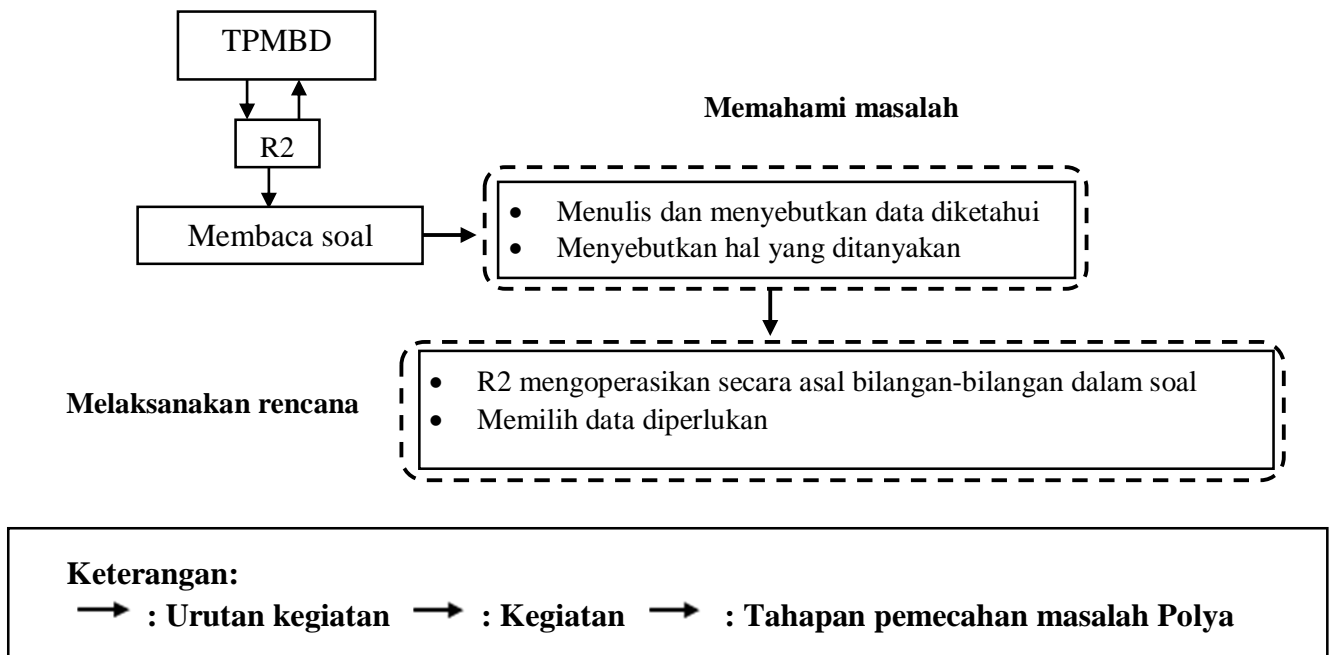 TPMBD
Memahami masalah
R2
Membaca soal
• Menulis dan menyebutkan data diketahui
• Menyebutkan hal yang ditanyakan
Melaksanakan rencana
• R2 mengoperasikan secara asal bilangan-bilangan dalam soal
• Memilih data diperlukan
Keterangan:
: Urutan kegiatan : Kegiatan : Tahapan pemecahan masalah Polya